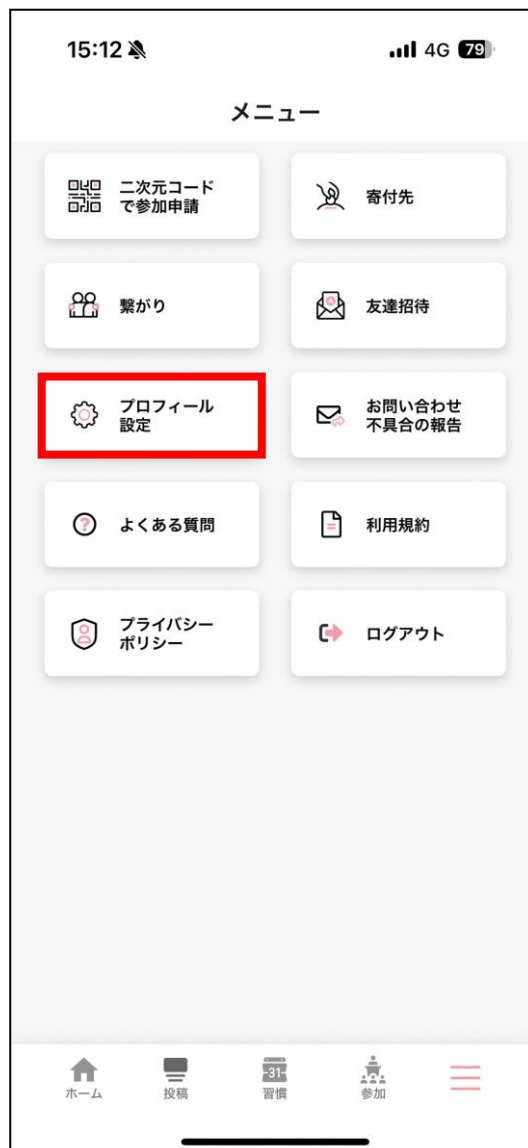 15:12
4G 79
メニュー
二次元コード
で参加申請
寄付先
繋がり
友達招待
プロフィール
設定
お問い合わせ
不具合の報告
よくある質問
利用規約
プライバシー
ポリシー
ログアウト
-31-
ホーム
投稿
習慣
参加